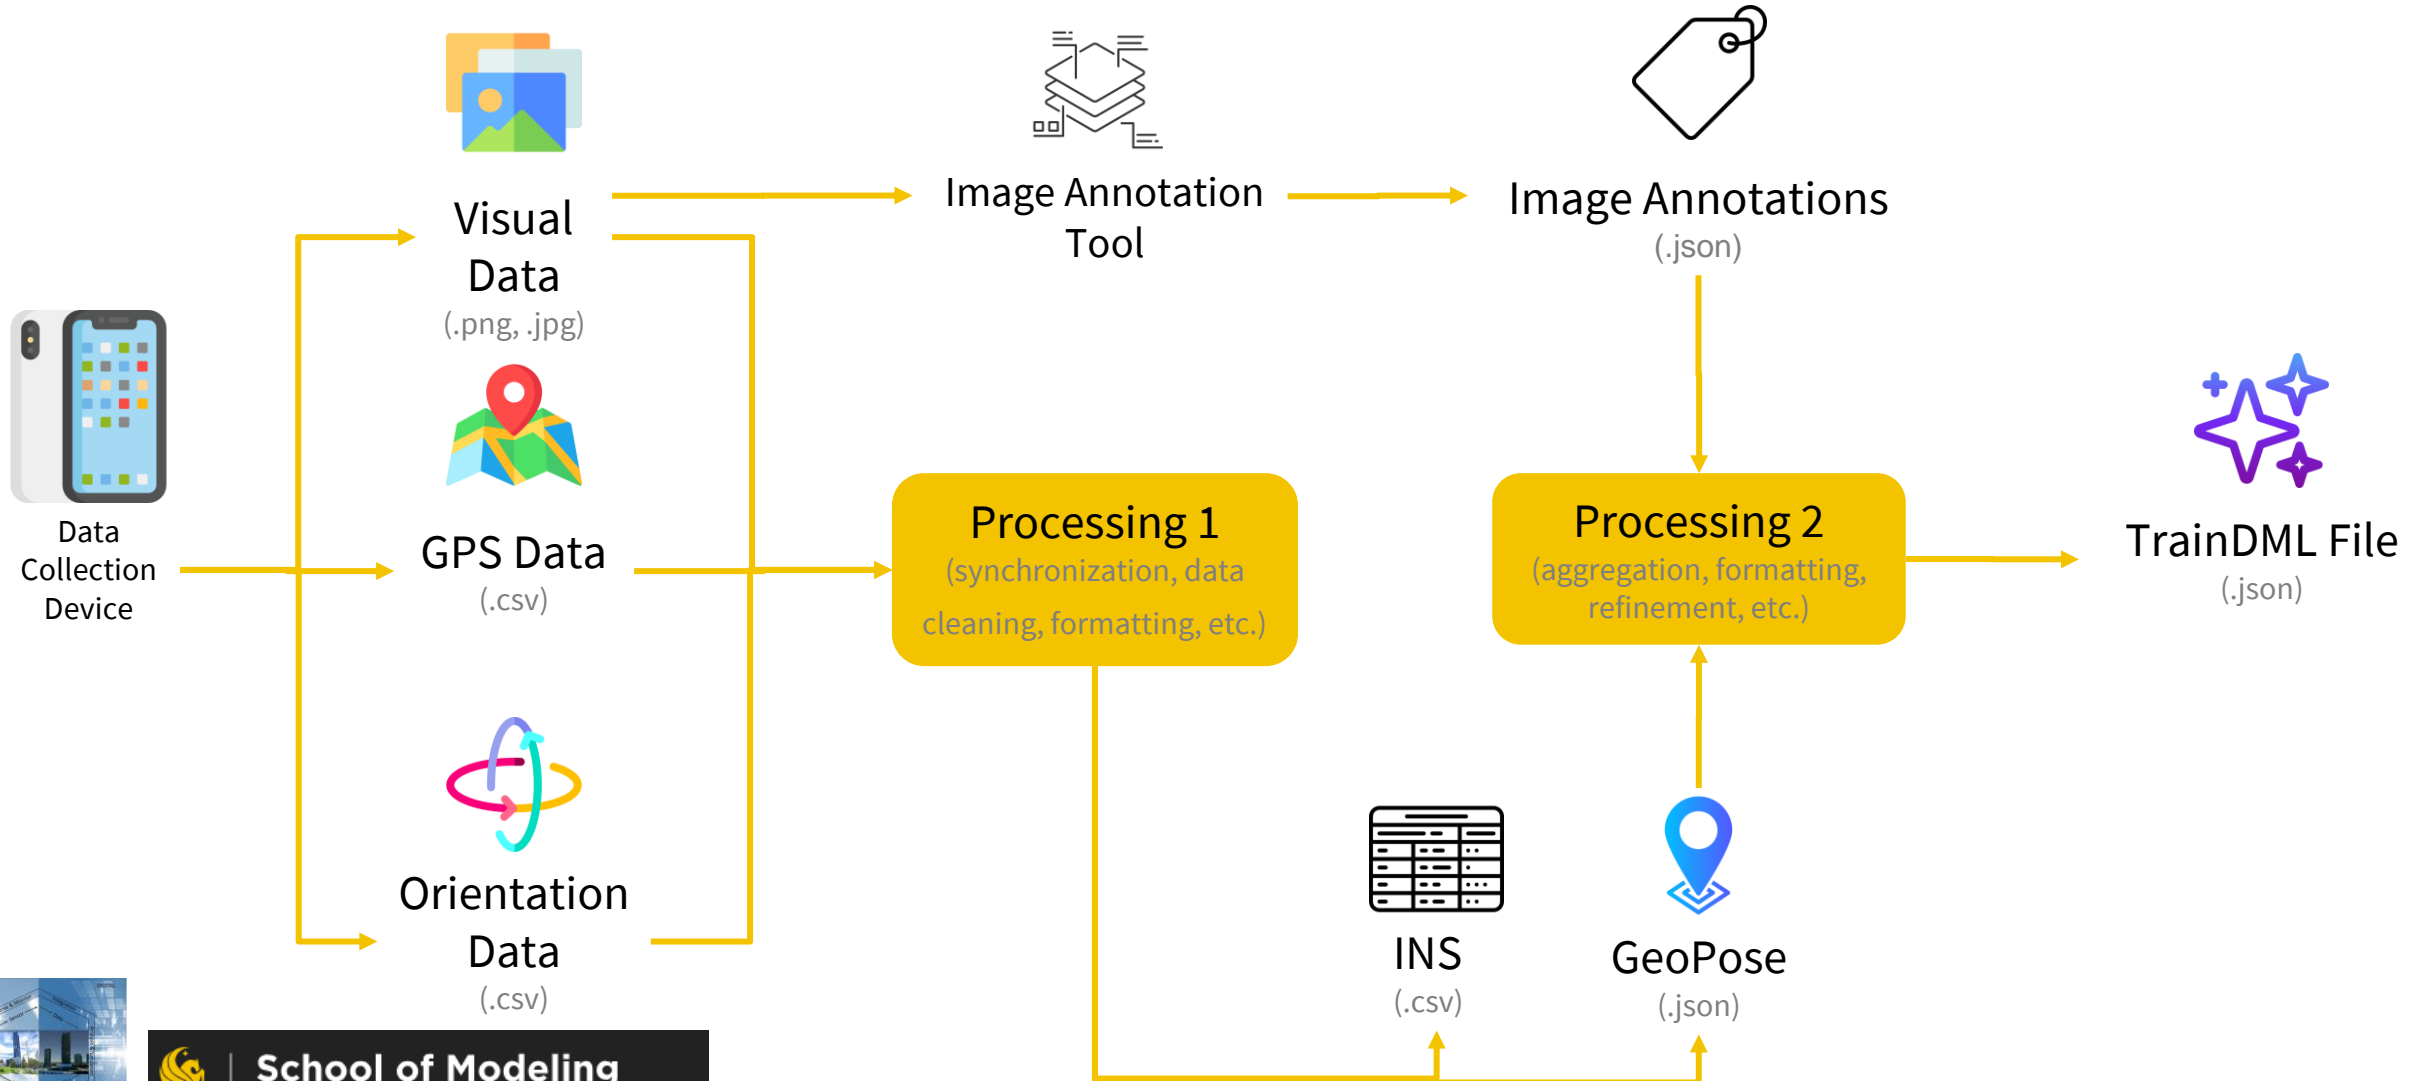 Visual
Data
(.png, .jpg)
Image Annotation
Tool
Image Annotations
(.json)
Data
Collection
Device
GPS Data
(.csv)
Processing 1
(synchronization, data
cleaning, formatting, etc.)
Processing 2
(aggregation, formatting,
refinement, etc.)
TrainDML File
(.json)
Orientation
Data
(.csv)
INS
(.csv)
GeoPose
(.json)
School of Modeling